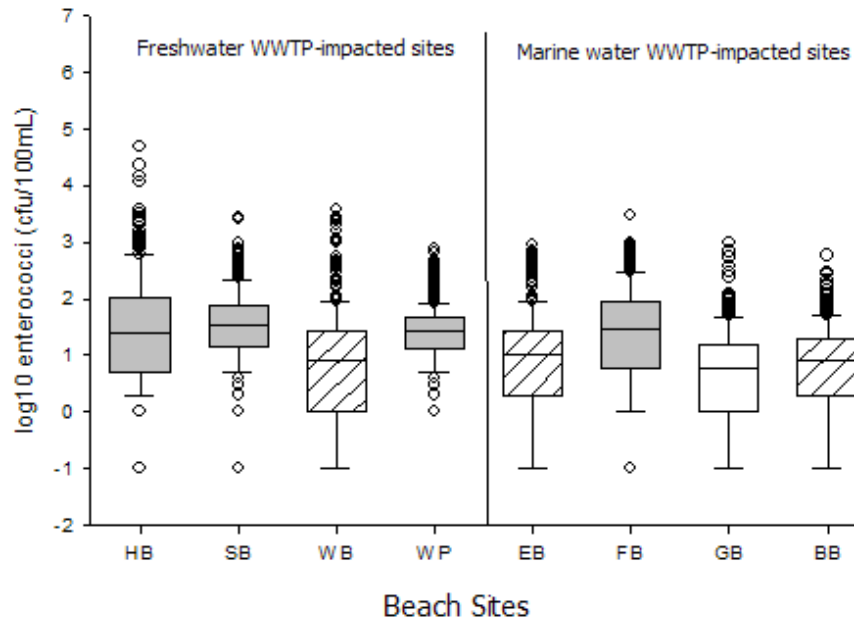 7
Freshwater WWTP-impacted sites
Marine water WWTP-impacted sites
6
5
4
3
2
1
0
-1
-2
log10 enterococci (cfu/100mL)
HB SB WB WP EB FB GB BB
Beach Sites